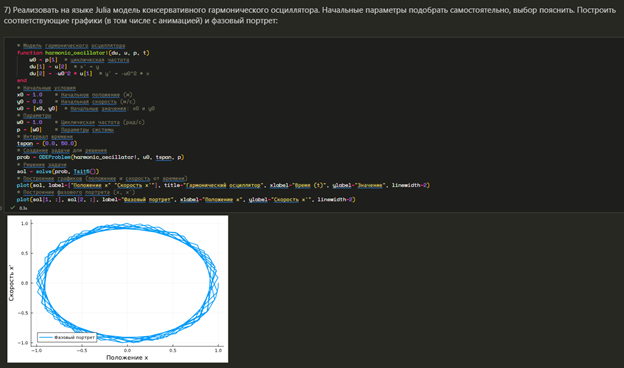 7) Реализовать на языке Julia модель консервативного гармонического осциллятора. Начальные параметры подобрать самостоятельно, выбор пояснить. Построить
соответствующие графики (в том числе с анимацией) и фазовый портрет:
# Модель гармонического осциллятора
function harmonic_oscillator(du, u, p, t)
w0 = p[1] # циклическая частота
du[1] = u[2] # x' = y
du[2] = -w0^2 * u[1] # y' = -w0^2 * x
end
# Начальные условия
x0 = 1.0 # Начальное положение (м)
y0 = 0.0 # Начальная скорость (м/с)
u0 = [x0, y0] # Начальные значения: x0 и y0
# Параметры
w0 = 1.0 # Циклическая частота (рад/с)
p = [w0] # Параметры системы
# Интервал времени
tspan = (0.0, 50.0)
# Создание задачи для решения
prob = ODEProblem(harmonic_oscillator!, u0, tspan, p)
# Решение задачи
sol = solve(prob, Tsit5())
# Построение графиков (положение и скорость от времени)
plot(sol, label=["Положение x" "Скорость x'"], title="Гармонический осциллятор", xlabel="Время (t)", ylabel="Значение", linewidth=2)
# Построение фазового портрета (x, x')
plot(sol[1, :], sol[2, :], label="Фазовый портрет", xlabel="Положение x", ylabel="Скорость x'", linewidth=2)
✓ 0.3s
1.0
0.5
0.0
-0.5
-1.0
Скорость x'
Фазовый портрет
-1.0 -0.5 0.0 0.5 1.0
Положение x